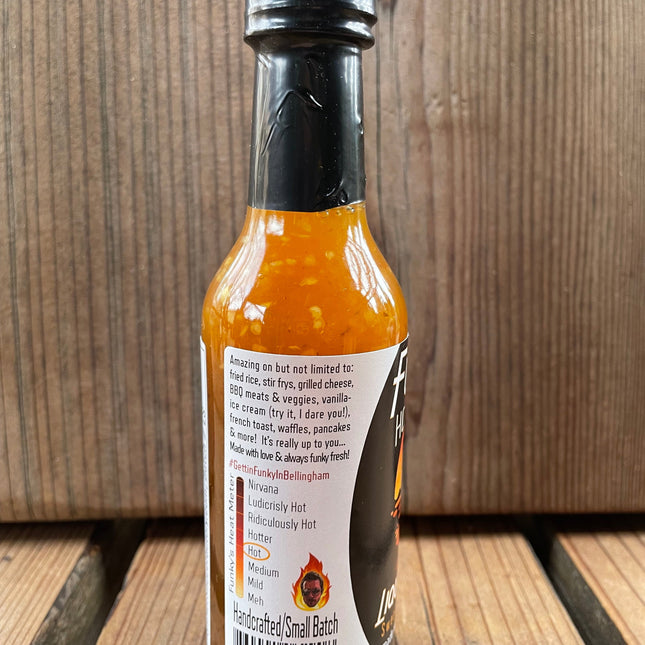 Amazing on but not limited to:
fried rice, stir frys, grilled cheese,
BBQ meats & veggies, vanilla-
ice cream (try it, I dare you!),
french toast, waffles, pancakes
& more! It's really up to you...
Made with love & always funky fresh!
#GettinFunkyInBellingham
Funky's Heat Meter
Nirvana
Ludicrisly Hot
Ridiculously Hot
Hotter
Hot
Medium
Mild
Meh
Handcrafted/Small Batch